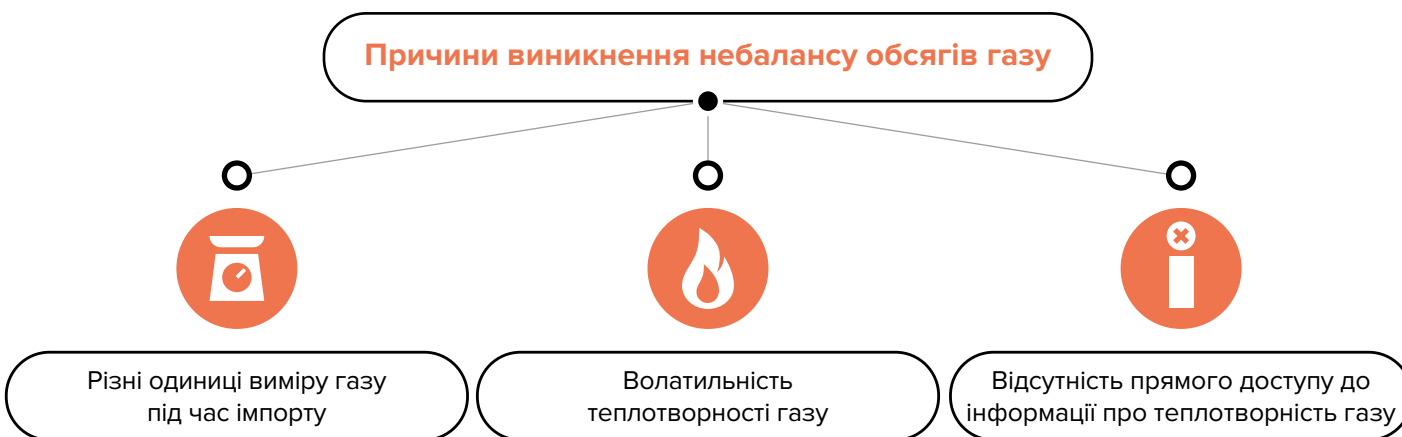 Причини виникнення небалансу обсягів газу
Різні одиниці виміру газу
під час імпорту
Волатильність
теплотворності газу
Відсутність прямого доступу до
інформації про теплотворність газу